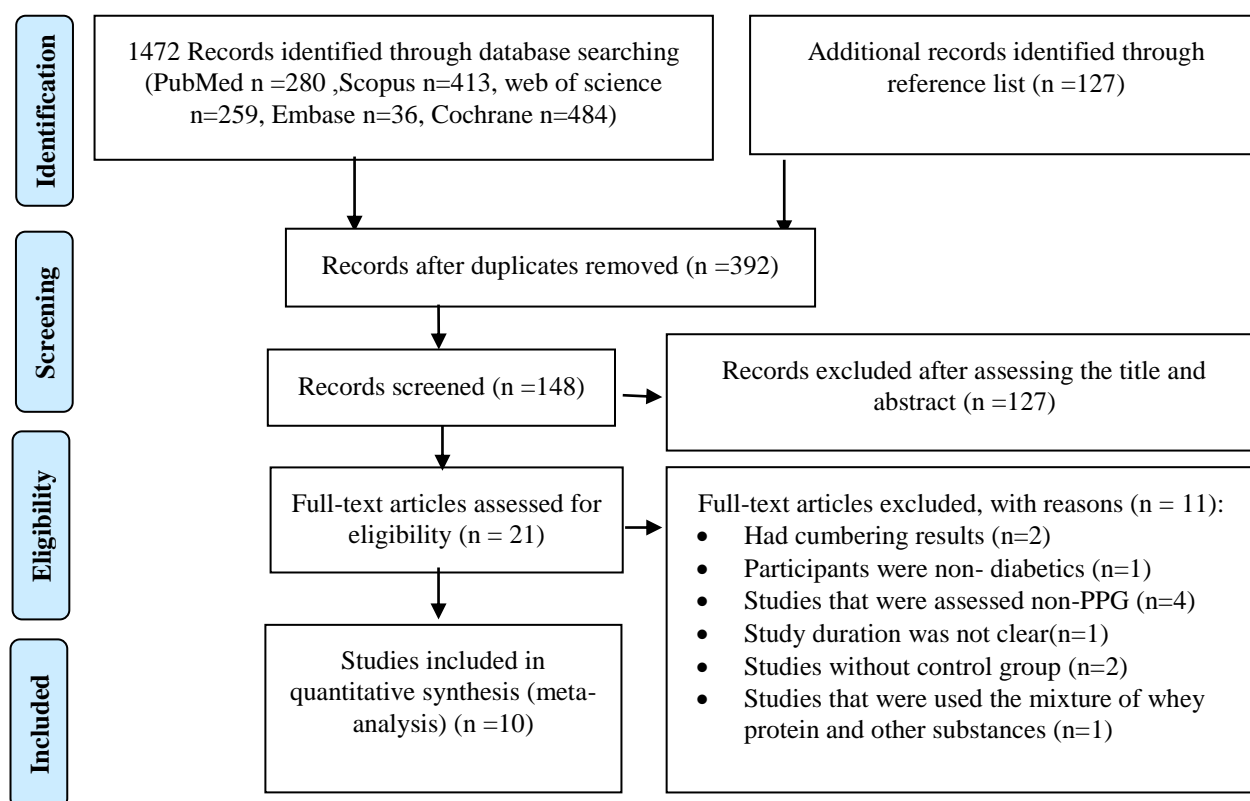 Identification
1472 Records identified through database searching
(PubMed n =280 ,Scopus n=413, web of science
n=259, Embase n=36, Cochrane n=484)
Additional records identified through
reference list (n =127)
Screening
Records after duplicates removed (n =392)
Records screened (n =148)
Records excluded after assessing the title and
abstract (n =127)
Eligibility
Full-text articles assessed for
eligibility (n = 21)
Full-text articles excluded, with reasons (n = 11):
• Had cumbering results (n=2)
• Participants were non- diabetics (n=1)
• Studies that were assessed non-PPG (n=4)
• Study duration was not clear(n=1)
• Studies without control group (n=2)
• Studies that were used the mixture of whey
protein and other substances (n=1)
Included
Studies included in
quantitative synthesis (meta-
analysis) (n =10)